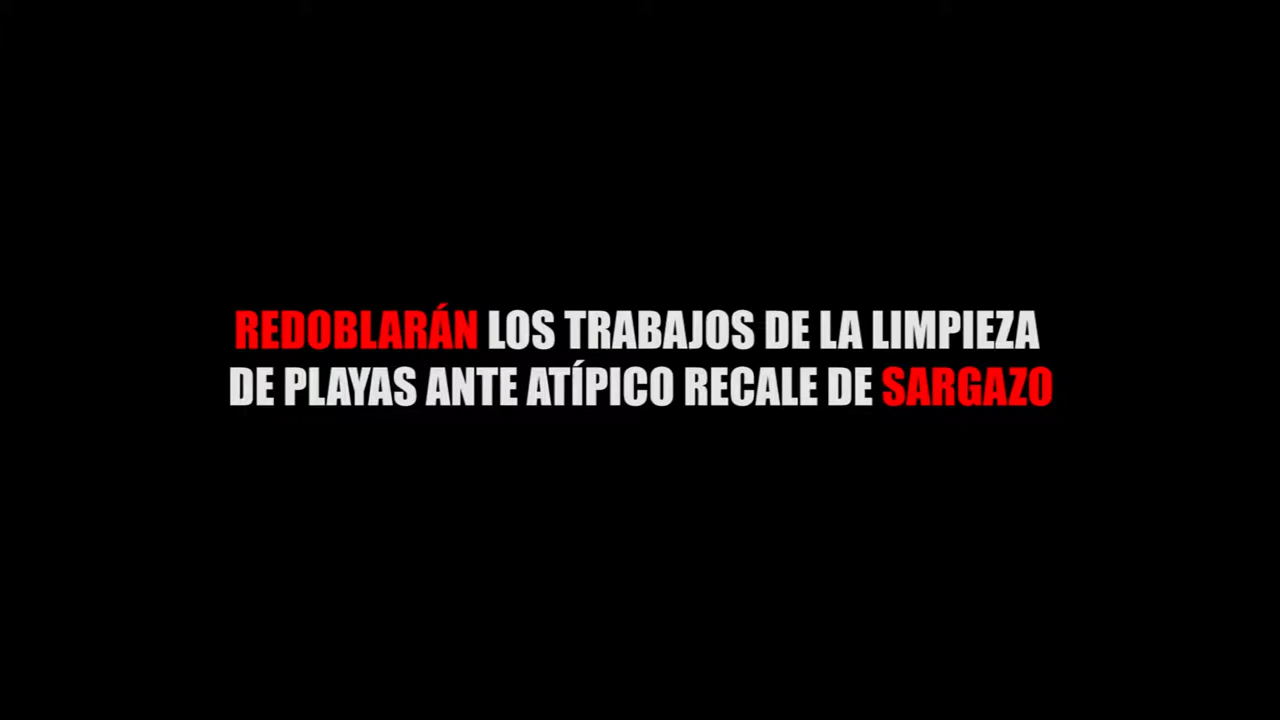 REDOBLARÁN LOS TRABAJOS DE LA LIMPIEZA
DE PLAYAS ANTE ATÍPICO RECALE DE SARGAZO